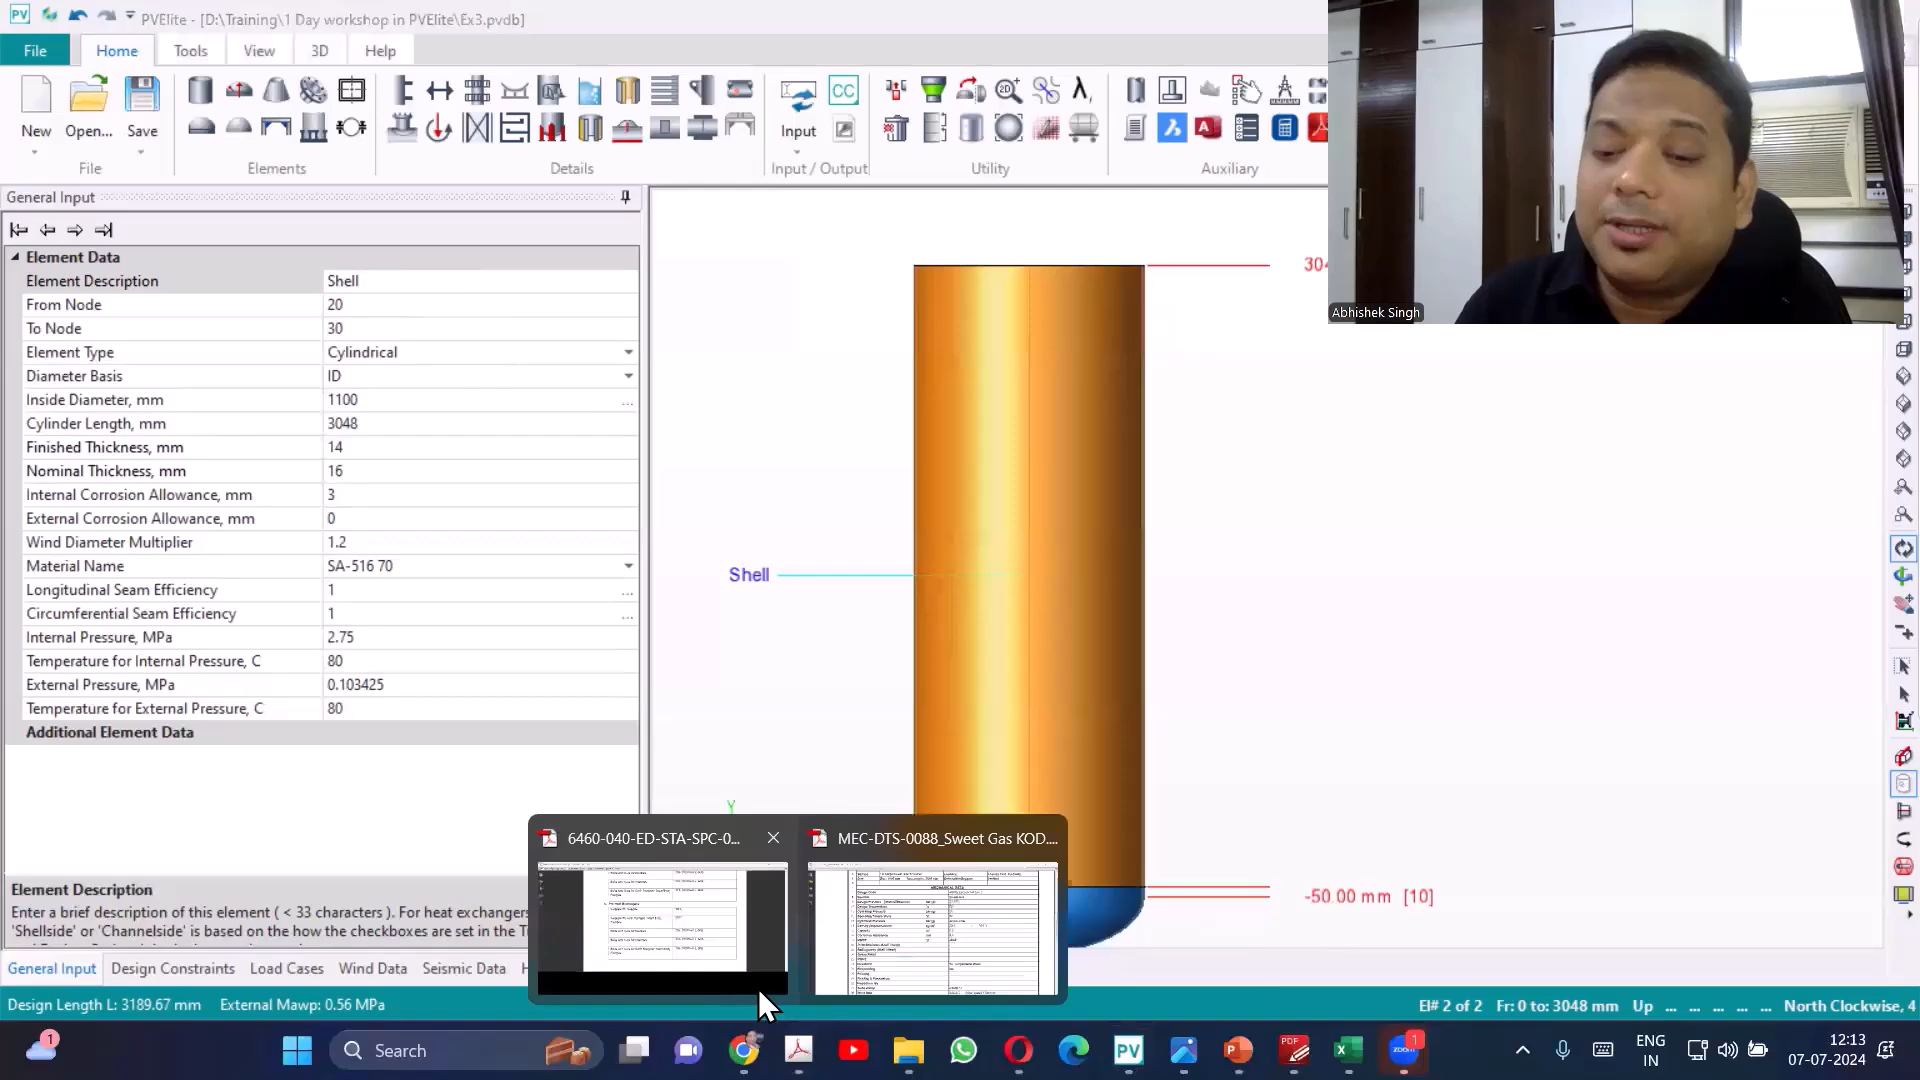 PVElite - [D:\Training\1 Day workshop in PVElite\Ex3.pvdb]
File Home Tools View 3D Help
New Open... Save Input CC
File Elements Details Input / Output Utility Auxiliary
General Input
Element Data
Element Description Shell
From Node 20
To Node 30
Element Type Cylindrical
Diameter Basis ID
Inside Diameter, mm 1100 ...
Cylinder Length, mm 3048
Finished Thickness, mm 14
Nominal Thickness, mm 16
Internal Corrosion Allowance, mm 3
External Corrosion Allowance, mm 0
Wind Diameter Multiplier 1.2
Material Name SA-516 70
Longitudinal Seam Efficiency 1 ...
Circumferential Seam Efficiency 1 ...
Internal Pressure, MPa 2.75
Temperature for Internal Pressure, C 80
External Pressure, MPa 0.103425
Temperature for External Pressure, C 80
Additional Element Data
Shell
304
Abhishek Singh
Y
-50.00 mm [10]
6460-040-ED-STA-SPC-0...
MEC-DTS-0088_Sweet Gas KOD....
MECHANICAL DATA
Element Description
Enter a brief description of this element ( < 33 characters ). For heat exchangers
'Shellside' or 'Channelside' is based on the how the checkboxes are set in the T
General Input Design Constraints Load Cases Wind Data Seismic Data H
Design Length L: 3189.67 mm External Mawp: 0.56 MPa
El# 2 of 2 Fr: 0 to: 3048 mm Up ... ... ... ... ... North Clockwise, 4
1 Search
PV PDF zoom 1
ENG
IN
12:13
07-07-2024